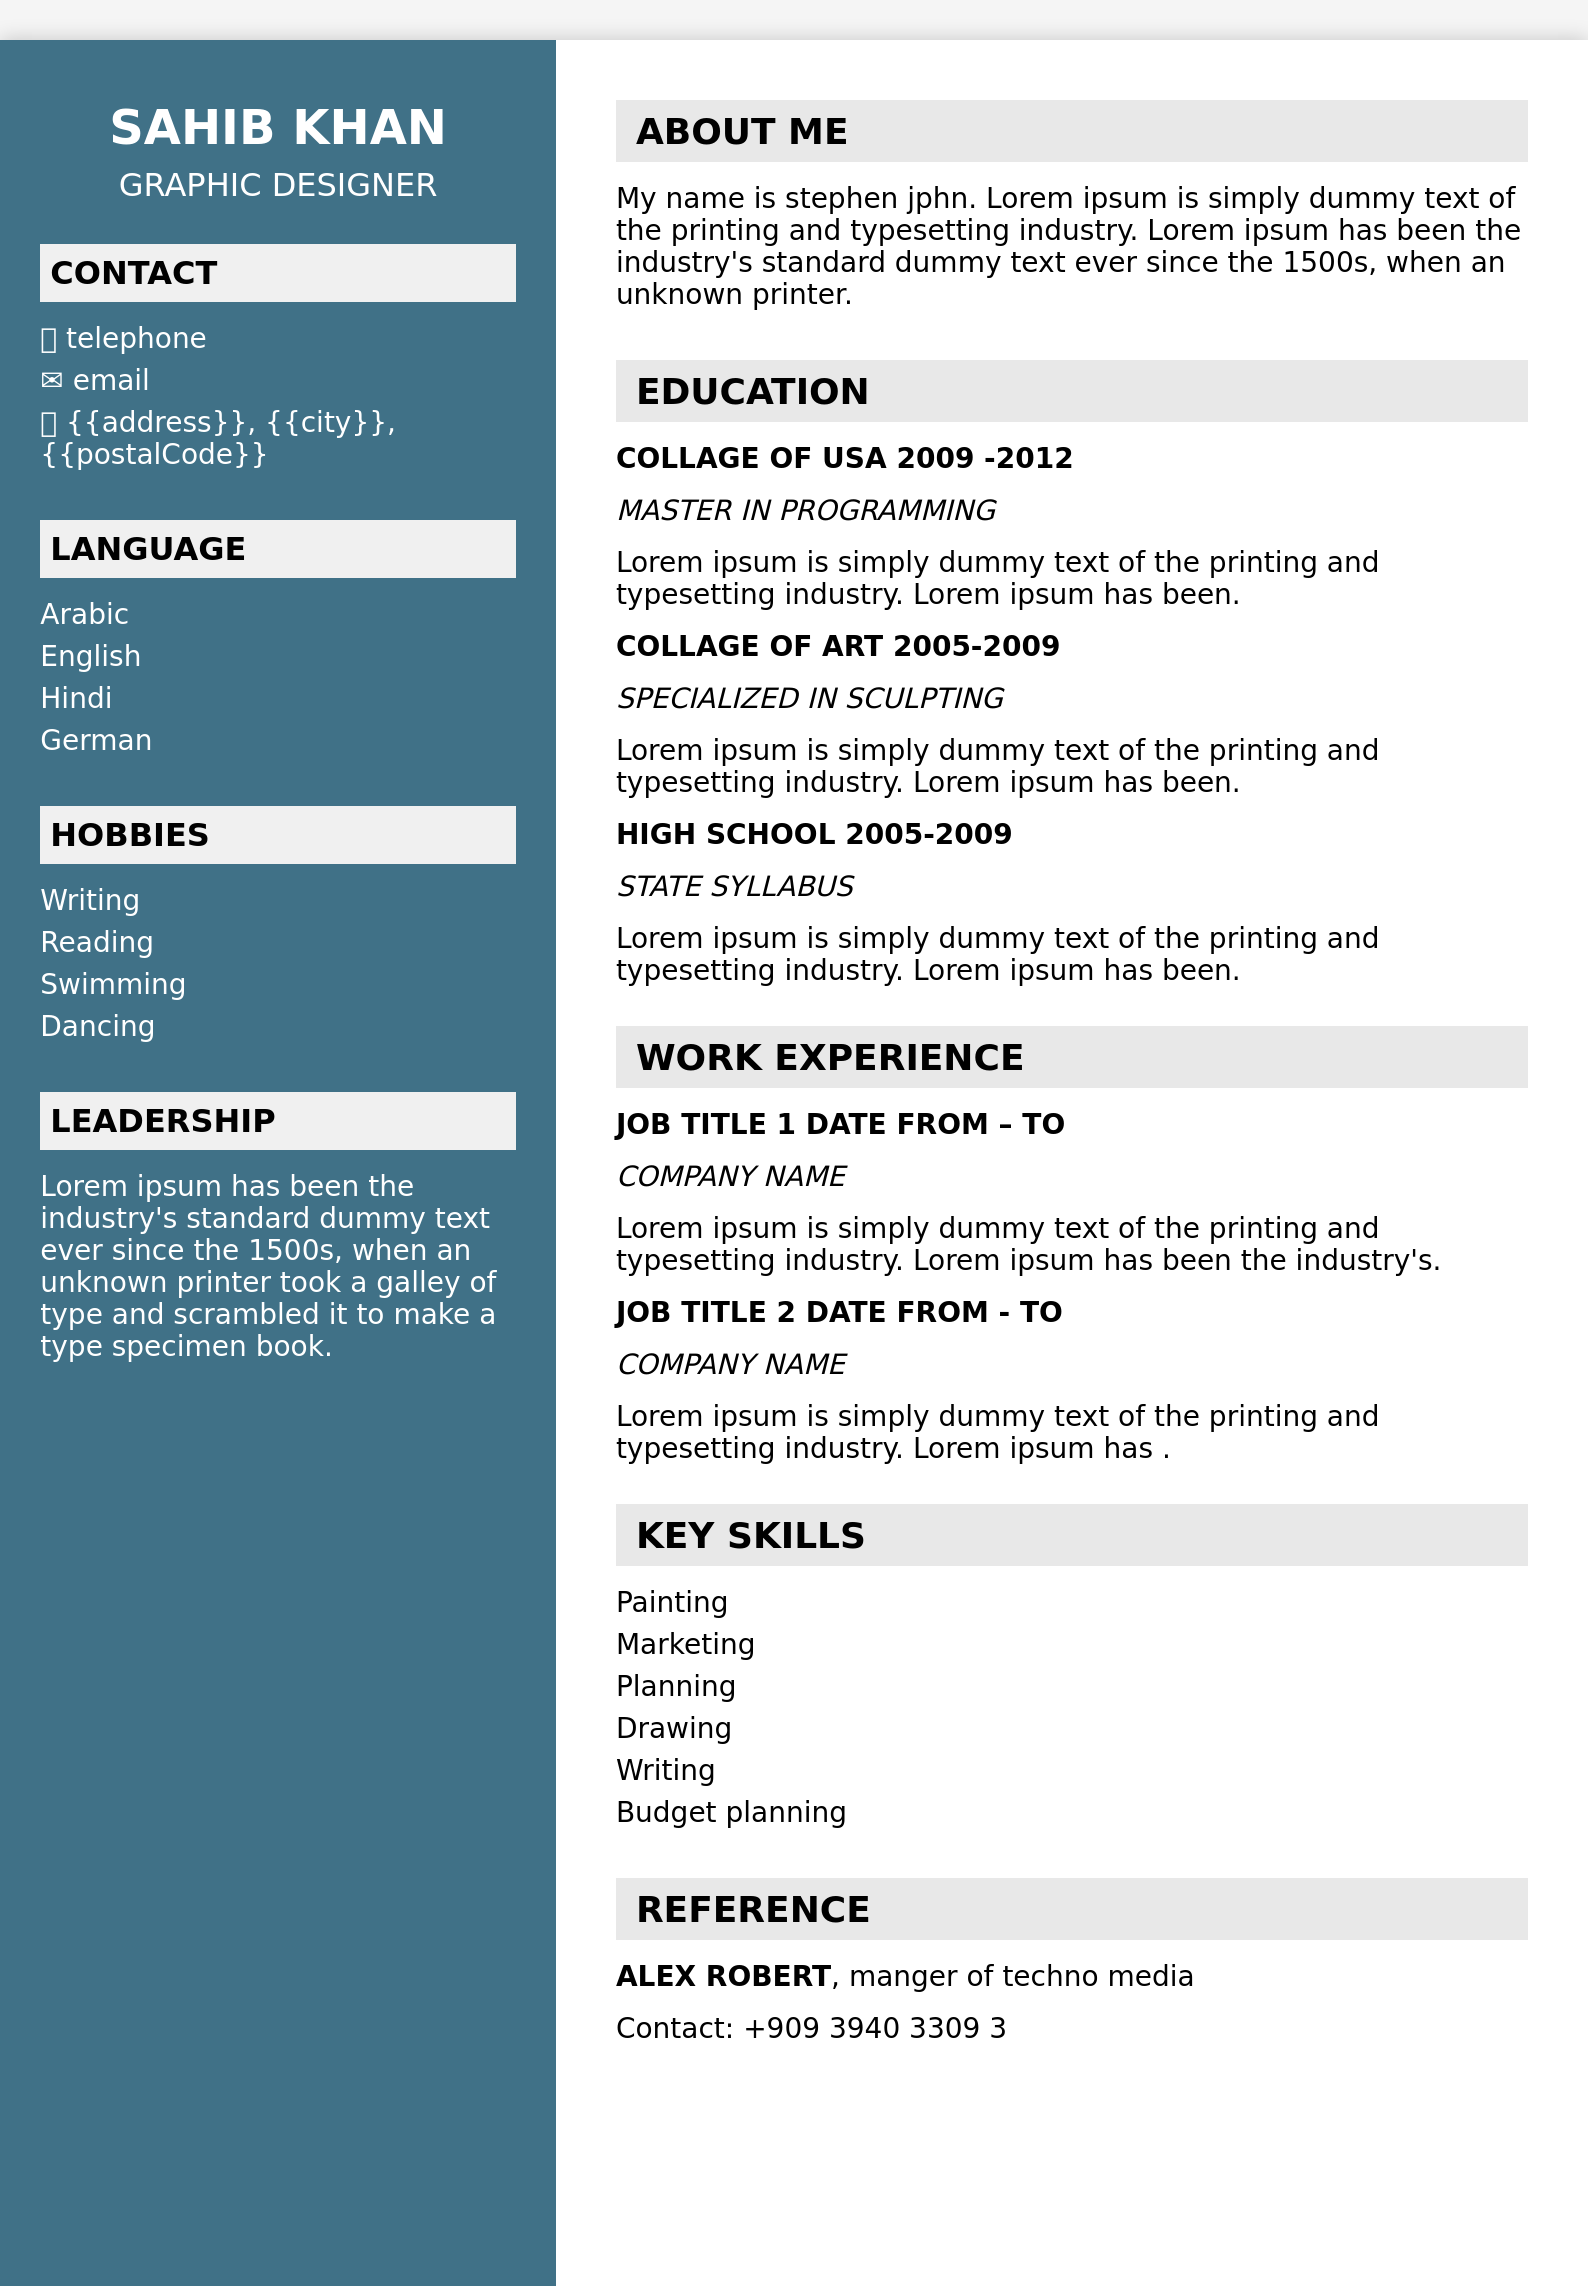 SAHIB KHAN
GRAPHIC DESIGNER
CONTACT
telephone
✉ email
{{address}}, {{city}},
{{postalCode}}
LANGUAGE
Arabic
English
Hindi
German
HOBBIES
Writing
Reading
Swimming
Dancing
LEADERSHIP
Lorem ipsum has been the
industry's standard dummy text
ever since the 1500s, when an
unknown printer took a galley of
type and scrambled it to make a
type specimen book.
ABOUT ME
My name is stephen jphn. Lorem ipsum is simply dummy text of
the printing and typesetting industry. Lorem ipsum has been the
industry's standard dummy text ever since the 1500s, when an
unknown printer.
EDUCATION
COLLAGE OF USA 2009 -2012
MASTER IN PROGRAMMING
Lorem ipsum is simply dummy text of the printing and
typesetting industry. Lorem ipsum has been.
COLLAGE OF ART 2005-2009
SPECIALIZED IN SCULPTING
Lorem ipsum is simply dummy text of the printing and
typesetting industry. Lorem ipsum has been.
HIGH SCHOOL 2005-2009
STATE SYLLABUS
Lorem ipsum is simply dummy text of the printing and
typesetting industry. Lorem ipsum has been.
WORK EXPERIENCE
JOB TITLE 1 DATE FROM – TO
COMPANY NAME
Lorem ipsum is simply dummy text of the printing and
typesetting industry. Lorem ipsum has been the industry's.
JOB TITLE 2 DATE FROM - TO
COMPANY NAME
Lorem ipsum is simply dummy text of the printing and
typesetting industry. Lorem ipsum has .
KEY SKILLS
Painting
Marketing
Planning
Drawing
Writing
Budget planning
REFERENCE
ALEX ROBERT, manger of techno media
Contact: +909 3940 3309 3